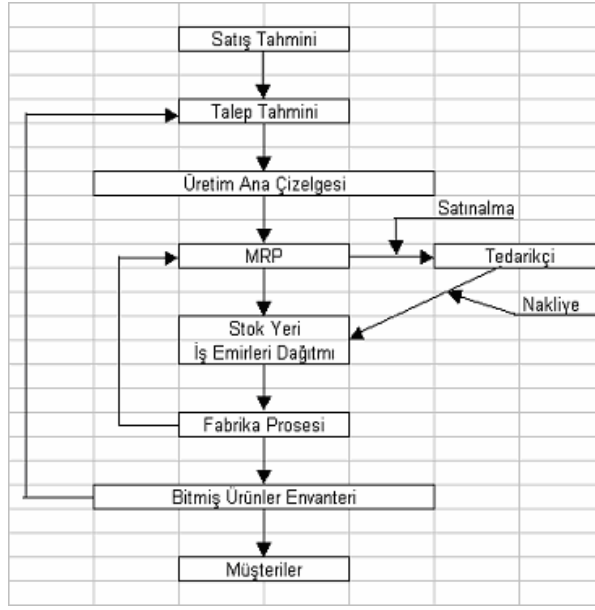 Satış Tahmini
Talep Tahmini
Üretim Ana Çizelgesi
Satınalma
MRP
Tedarikçi
Nakliye
Stok Yeri
İş Emirleri Dağıtmı
Fabrika Prosesi
Bitmiş Ürünler Envanteri
Müşteriler